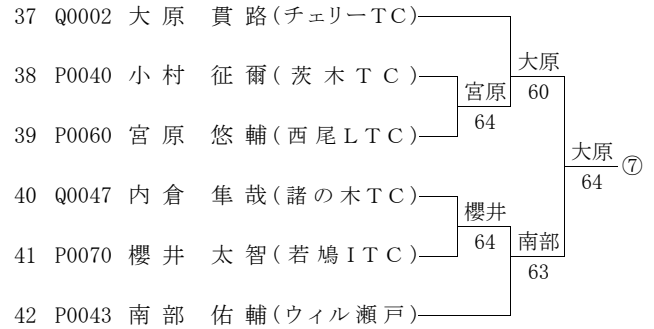 37 Q0002 大原 貫路(チェリーTC)
大原
38 P0040 小村 征爾(茨木TC)
宮原
60
64
39 P0060 宮原 悠輔(西尾LTC)
大原
⑦
64
40 Q0047 内倉 隼哉(諸の木TC)
櫻井
64
南部
41 P0070 櫻井 太智(若鳩ITC)
63
42 P0043 南部 佑輔(ウィル瀬戸)